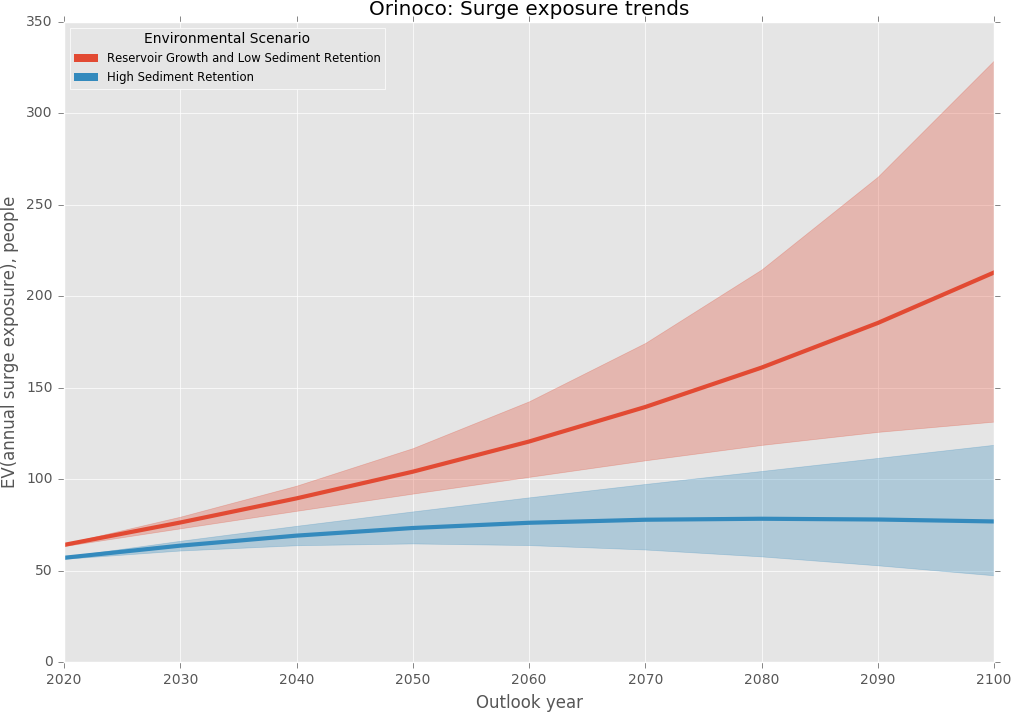 Orinoco: Surge exposure trends
350
300
250
200
150
100
50
0
EV(annual surge exposure), people
Environmental Scenario
Reservoir Growth and Low Sediment Retention
High Sediment Retention
2020 2030 2040 2050 2060 2070 2080 2090 2100
Outlook year